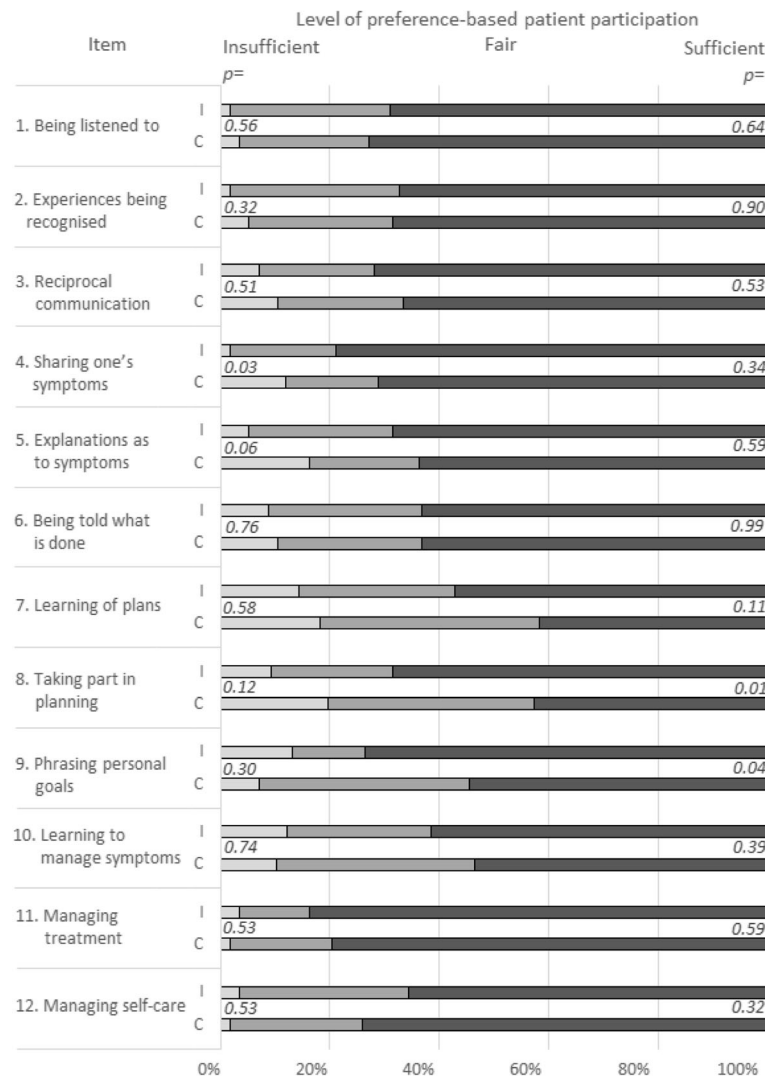 Level of preference-based patient participation
Item
Insufficient
Fair
Sufficient
p=
p=
I
1. Being listened to
0.56
0.64
C
I
2. Experiences being
recognised
0.32
0.90
C
I
3. Reciprocal
communication
0.51
0.53
C
I
4. Sharing one's
symptoms
0.03
0.34
C
I
5. Explanations as
to symptoms
0.06
0.59
C
I
6. Being told what
is done
0.76
0.99
C
I
7. Learning of plans
0.58
0.11
C
I
8. Taking part in
planning
0.12
0.01
C
I
9. Phrasing personal
goals
0.30
0.04
C
I
10. Learning to
manage symptoms
0.74
0.39
C
I
11. Managing
treatment
0.53
0.59
C
I
12. Managing self-care
0.53
0.32
C
0% 20% 40% 60% 80% 100%